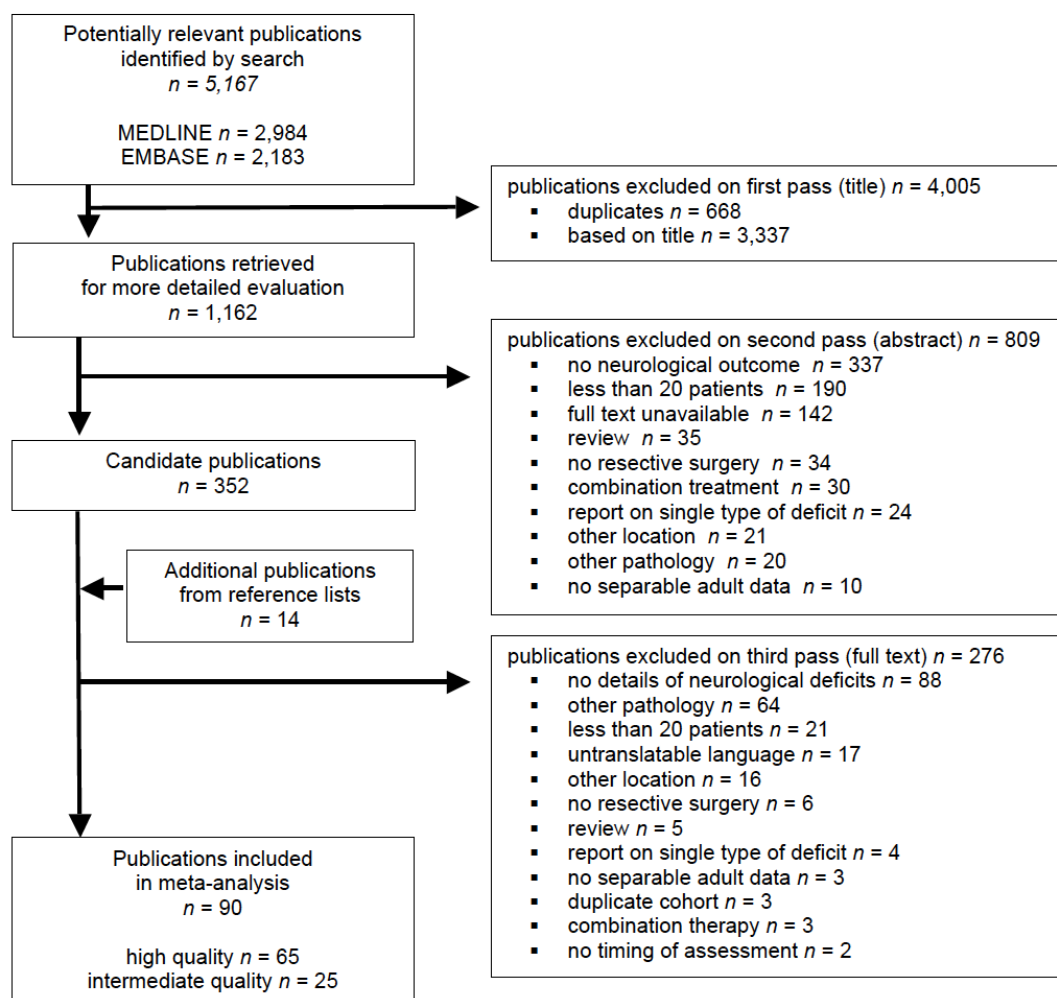 Potentially relevant publications
identified by search
n = 5,167
MEDLINE n = 2,984
EMBASE n = 2,183
publications excluded on first pass (title) n = 4,005
▪ duplicates n = 668
▪ based on title n = 3,337
Publications retrieved
for more detailed evaluation
n = 1,162
publications excluded on second pass (abstract) n = 809
▪ no neurological outcome n = 337
▪ less than 20 patients n = 190
▪ full text unavailable n = 142
▪ review n = 35
▪ no resective surgery n = 34
▪ combination treatment n = 30
▪ report on single type of deficit n = 24
▪ other location n = 21
▪ other pathology n = 20
▪ no separable adult data n = 10
Candidate publications
n = 352
Additional publications
from reference lists
n = 14
publications excluded on third pass (full text) n = 276
▪ no details of neurological deficits n = 88
▪ other pathology n = 64
▪ less than 20 patients n = 21
▪ untranslatable language n = 17
▪ other location n = 16
▪ no resective surgery n = 6
▪ review n = 5
▪ report on single type of deficit n = 4
▪ no separable adult data n = 3
▪ duplicate cohort n = 3
▪ combination therapy n = 3
▪ no timing of assessment n = 2
Publications included
in meta-analysis
n = 90
high quality n = 65
intermediate quality n = 25